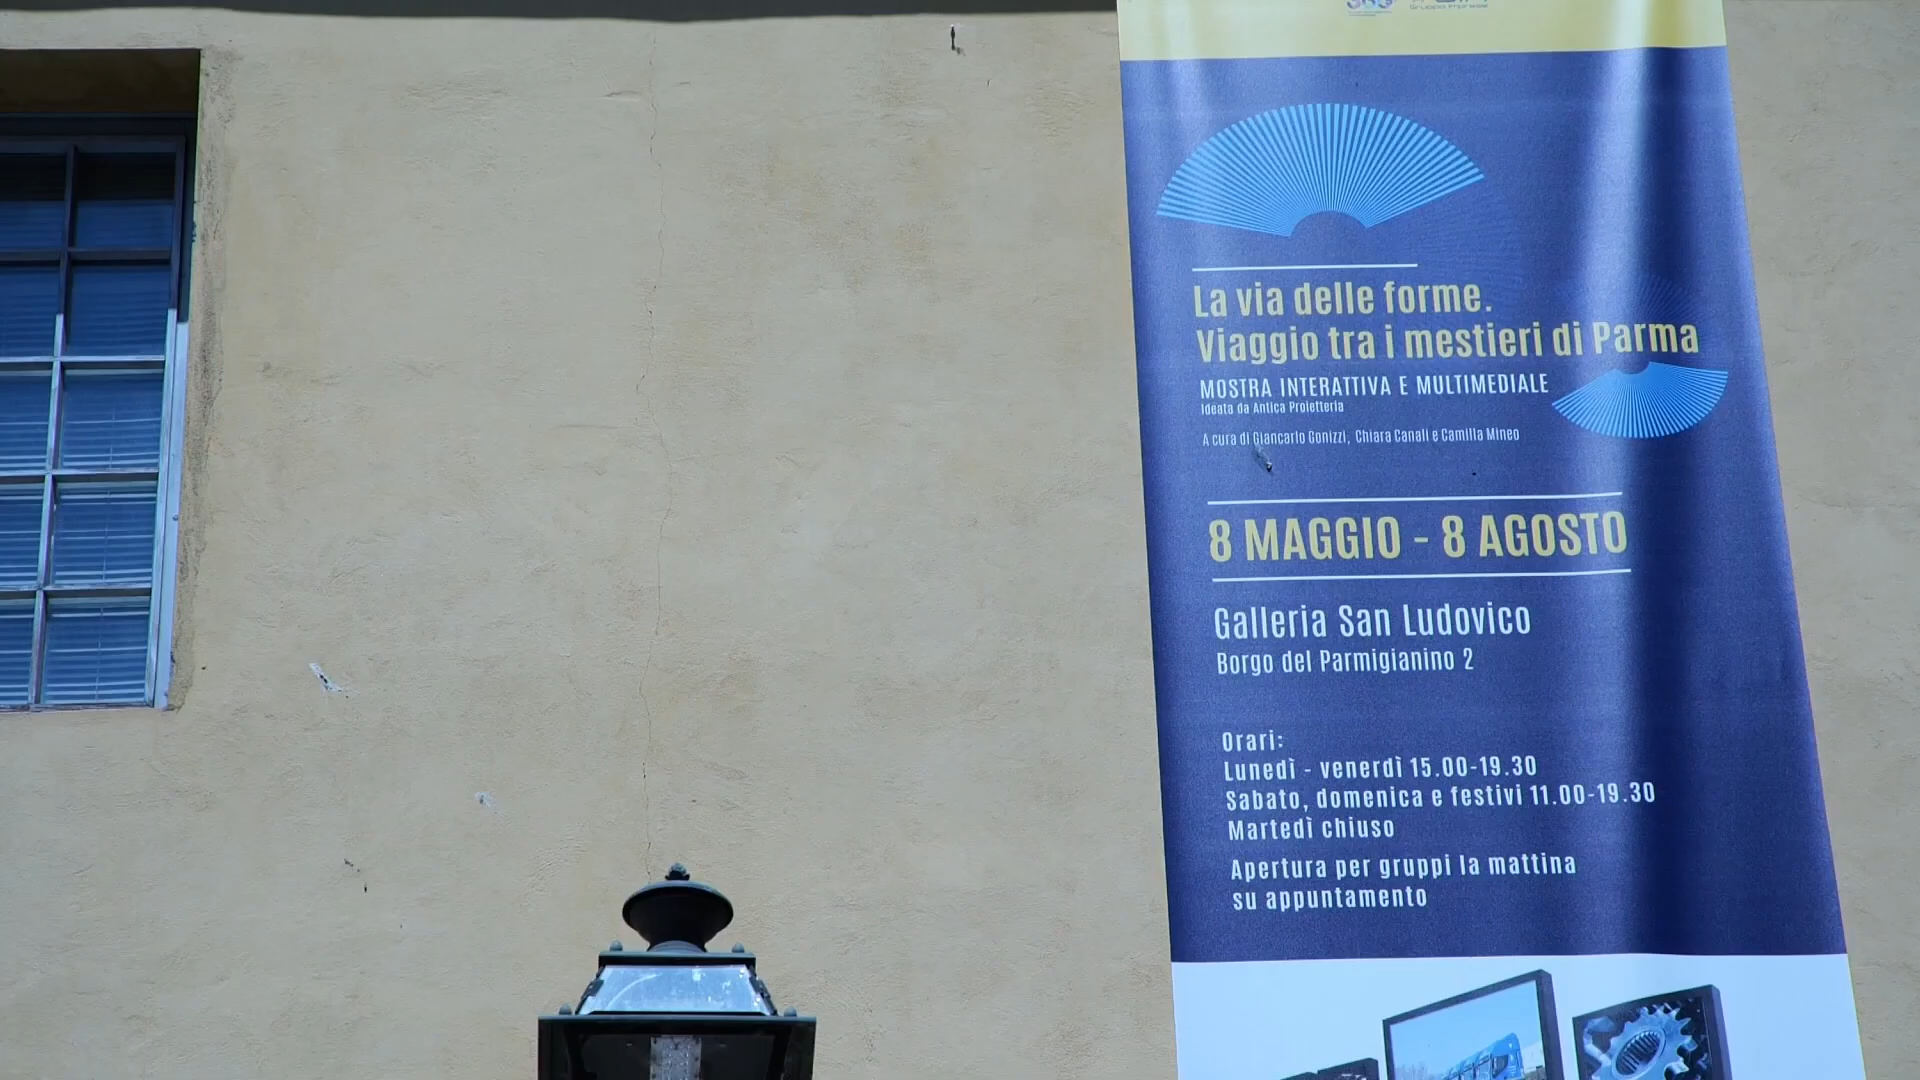 Gruppo Imprese
La via delle forme.
Viaggio tra i mestieri di Parma
MOSTRA INTERATTIVA E MULTIMEDIALE
Ideata da Antica Proietteria
A cura di Giancarlo Gonizzi, Chiara Canali e Camilla Mineo
8 MAGGIO - 8 AGOSTO
Galleria San Ludovico
Borgo del Parmigianino 2
Orari:
Lunedì - venerdì 15.00-19.30
Sabato, domenica e festivi 11.00-19.30
Martedì chiuso
Apertura per gruppi la mattina
su appuntamento